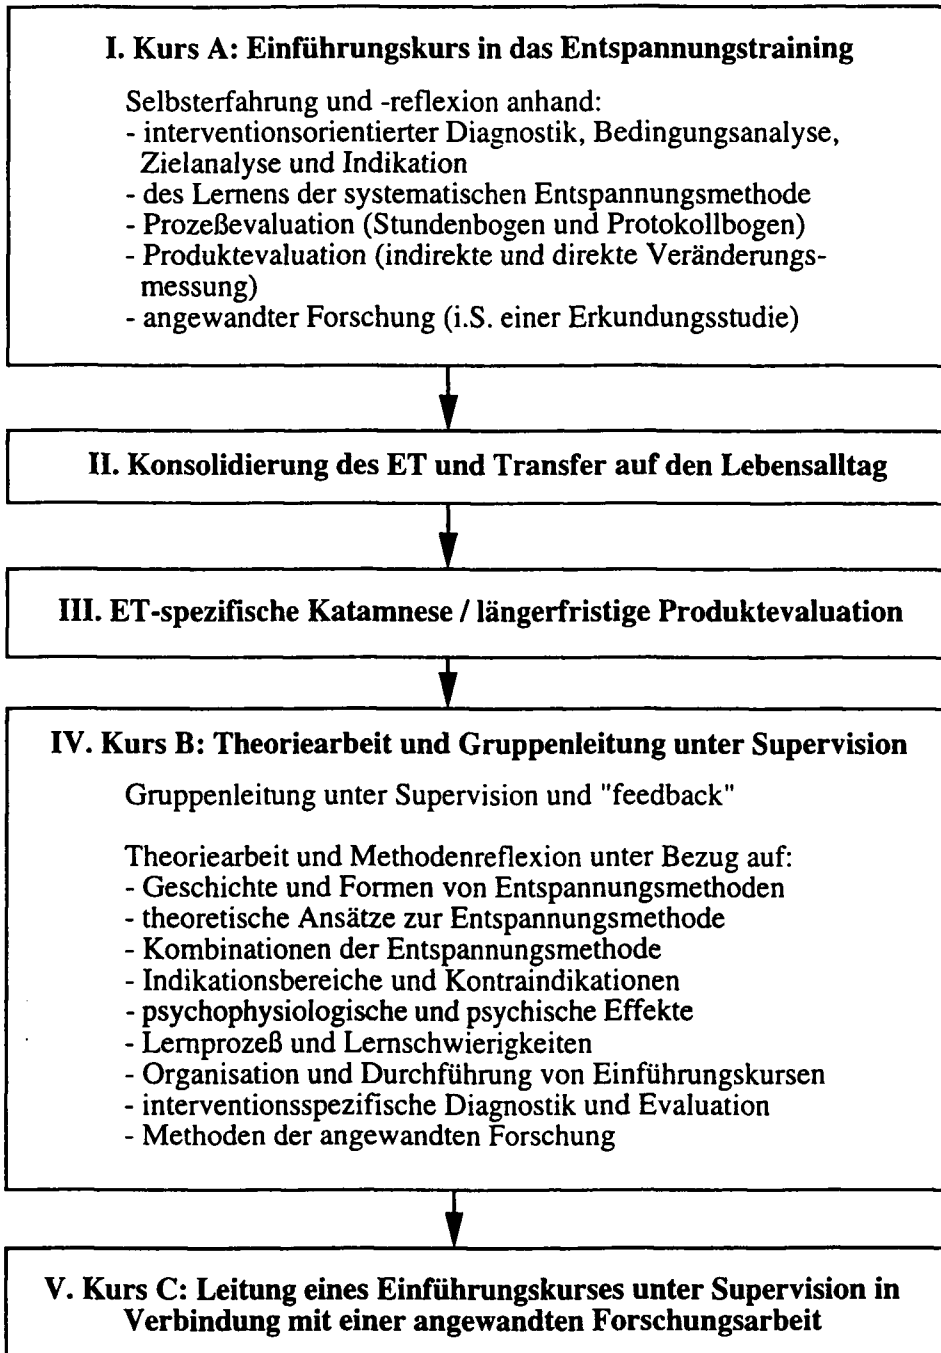 I. Kurs A: Einführungskurs in das Entspannungstraining
Selbsterfahrung und -reflexion anhand:
- interventionsorientierter Diagnostik, Bedingungsanalyse,
Zielanalyse und Indikation
- des Lernens der systematischen Entspannungsmethode
- Prozeßevaluation (Stundenbogen und Protokollbogen)
- Produktevaluation (indirekte und direkte Veränderungs-
messung)
- angewandter Forschung (i.S. einer Erkundungsstudie)
II. Konsolidierung des ET und Transfer auf den Lebensalltag
III. ET-spezifische Katamnese / längerfristige Produktevaluation
IV. Kurs B: Theoriearbeit und Gruppenleitung unter Supervision
Gruppenleitung unter Supervision und "feedback"
Theoriearbeit und Methodenreflexion unter Bezug auf:
- Geschichte und Formen von Entspannungsmethoden
- theoretische Ansätze zur Entspannungsmethode
- Kombinationen der Entspannungsmethode
- Indikationsbereiche und Kontraindikationen
- psychophysiologische und psychische Effekte
- Lernprozeß und Lernschwierigkeiten
- Organisation und Durchführung von Einführungskursen
- interventionsspezifische Diagnostik und Evaluation
- Methoden der angewandten Forschung
V. Kurs C: Leitung eines Einführungskurses unter Supervision in
Verbindung mit einer angewandten Forschungsarbeit